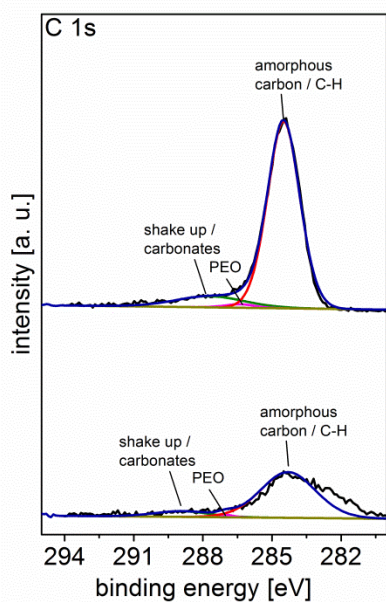 C 1s
amorphous
carbon / C-H
shake up /
carbonates
PEO
amorphous
carbon / C-H
shake up /
carbonates
PEO
intensity [a. u.]
294 291 288 285 282
binding energy [eV]